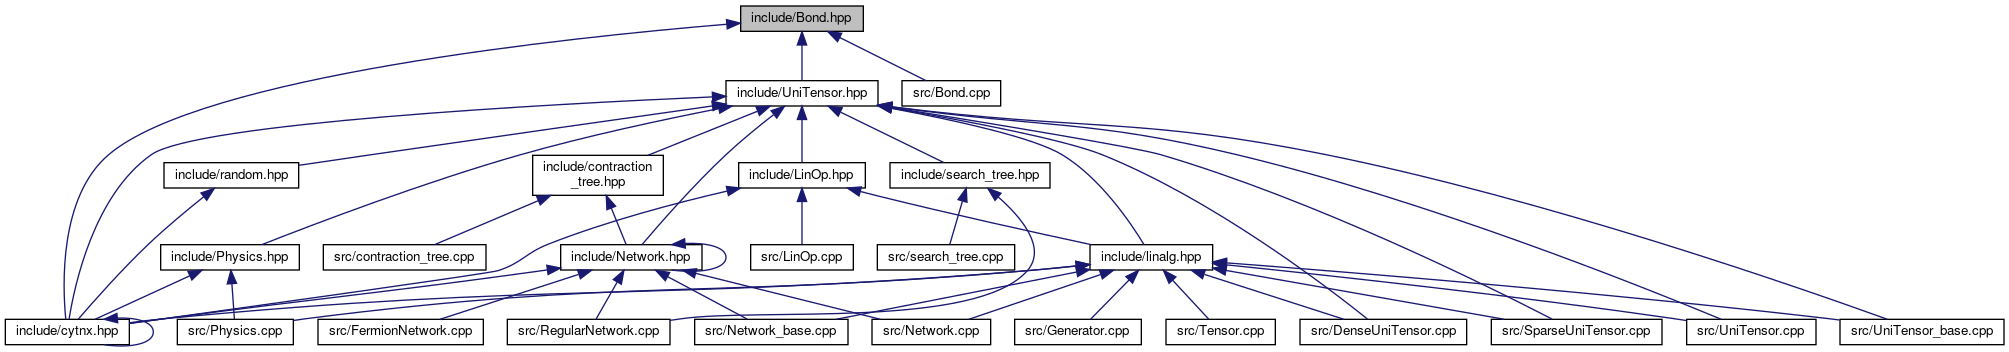 include/Bond.hpp
include/UniTensor.hpp
src/Bond.cpp
include/random.hpp
include/contraction
_tree.hpp
include/LinOp.hpp
include/search_tree.hpp
include/Physics.hpp
src/contraction_tree.cpp
include/Network.hpp
src/LinOp.cpp
src/search_tree.cpp
include/linalg.hpp
include/cytnx.hpp
src/Physics.cpp
src/FermionNetwork.cpp
src/RegularNetwork.cpp
src/Network_base.cpp
src/Network.cpp
src/Generator.cpp
src/Tensor.cpp
src/DenseUniTensor.cpp
src/SparseUniTensor.cpp
src/UniTensor.cpp
src/UniTensor_base.cpp